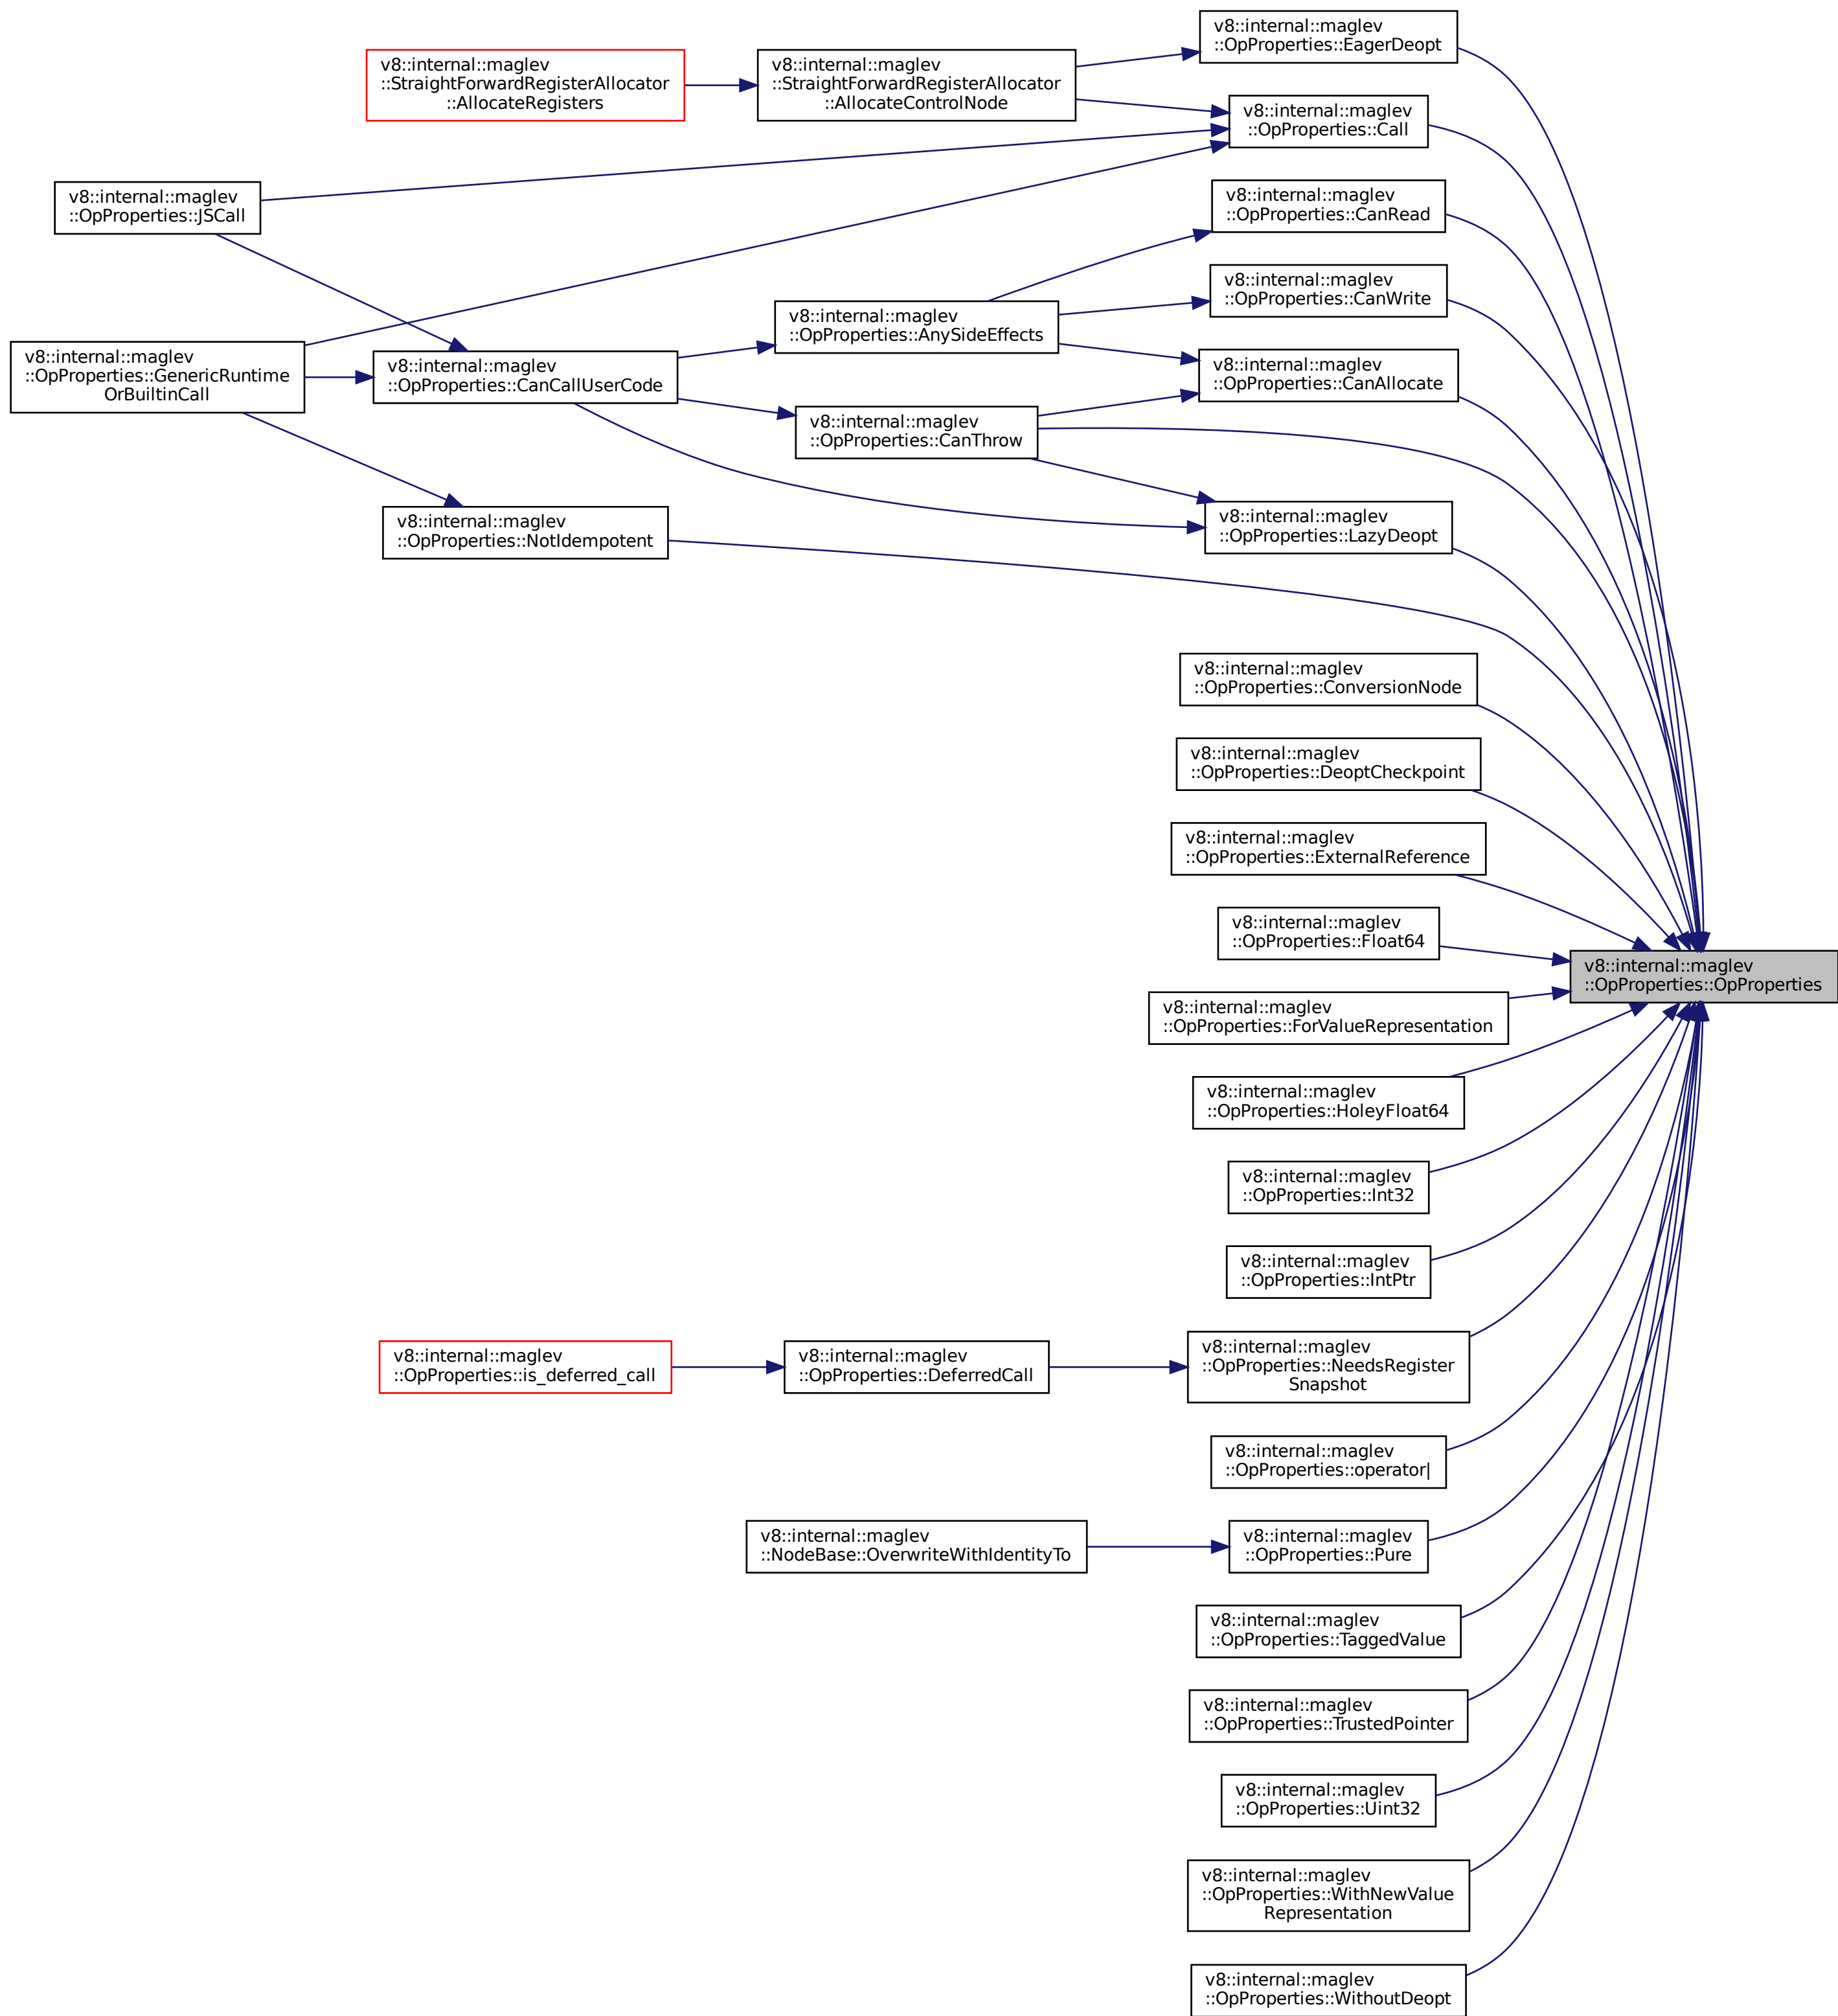 v8::internal::maglev
::OpProperties::EagerDeopt
v8::internal::maglev
::StraightForwardRegisterAllocator
::AllocateRegisters
v8::internal::maglev
::StraightForwardRegisterAllocator
::AllocateControlNode
v8::internal::maglev
::OpProperties::Call
v8::internal::maglev
::OpProperties::JSCall
v8::internal::maglev
::OpProperties::CanRead
v8::internal::maglev
::OpProperties::CanWrite
v8::internal::maglev
::OpProperties::AnySideEffects
v8::internal::maglev
::OpProperties::GenericRuntime
OrBuiltinCall
v8::internal::maglev
::OpProperties::CanCallUserCode
v8::internal::maglev
::OpProperties::CanAllocate
v8::internal::maglev
::OpProperties::CanThrow
v8::internal::maglev
::OpProperties::NotIdempotent
v8::internal::maglev
::OpProperties::LazyDeopt
v8::internal::maglev
::OpProperties::ConversionNode
v8::internal::maglev
::OpProperties::DeoptCheckpoint
v8::internal::maglev
::OpProperties::ExternalReference
v8::internal::maglev
::OpProperties::Float64
v8::internal::maglev
::OpProperties::OpProperties
v8::internal::maglev
::OpProperties::ForValueRepresentation
v8::internal::maglev
::OpProperties::HoleyFloat64
v8::internal::maglev
::OpProperties::Int32
v8::internal::maglev
::OpProperties::IntPtr
v8::internal::maglev
::OpProperties::is_deferred_call
v8::internal::maglev
::OpProperties::DeferredCall
v8::internal::maglev
::OpProperties::NeedsRegister
Snapshot
v8::internal::maglev
::OpProperties::operator|
v8::internal::maglev
::NodeBase::OverwriteWithIdentityTo
v8::internal::maglev
::OpProperties::Pure
v8::internal::maglev
::OpProperties::TaggedValue
v8::internal::maglev
::OpProperties::TrustedPointer
v8::internal::maglev
::OpProperties::Uint32
v8::internal::maglev
::OpProperties::WithNewValue
Representation
v8::internal::maglev
::OpProperties::WithoutDeopt